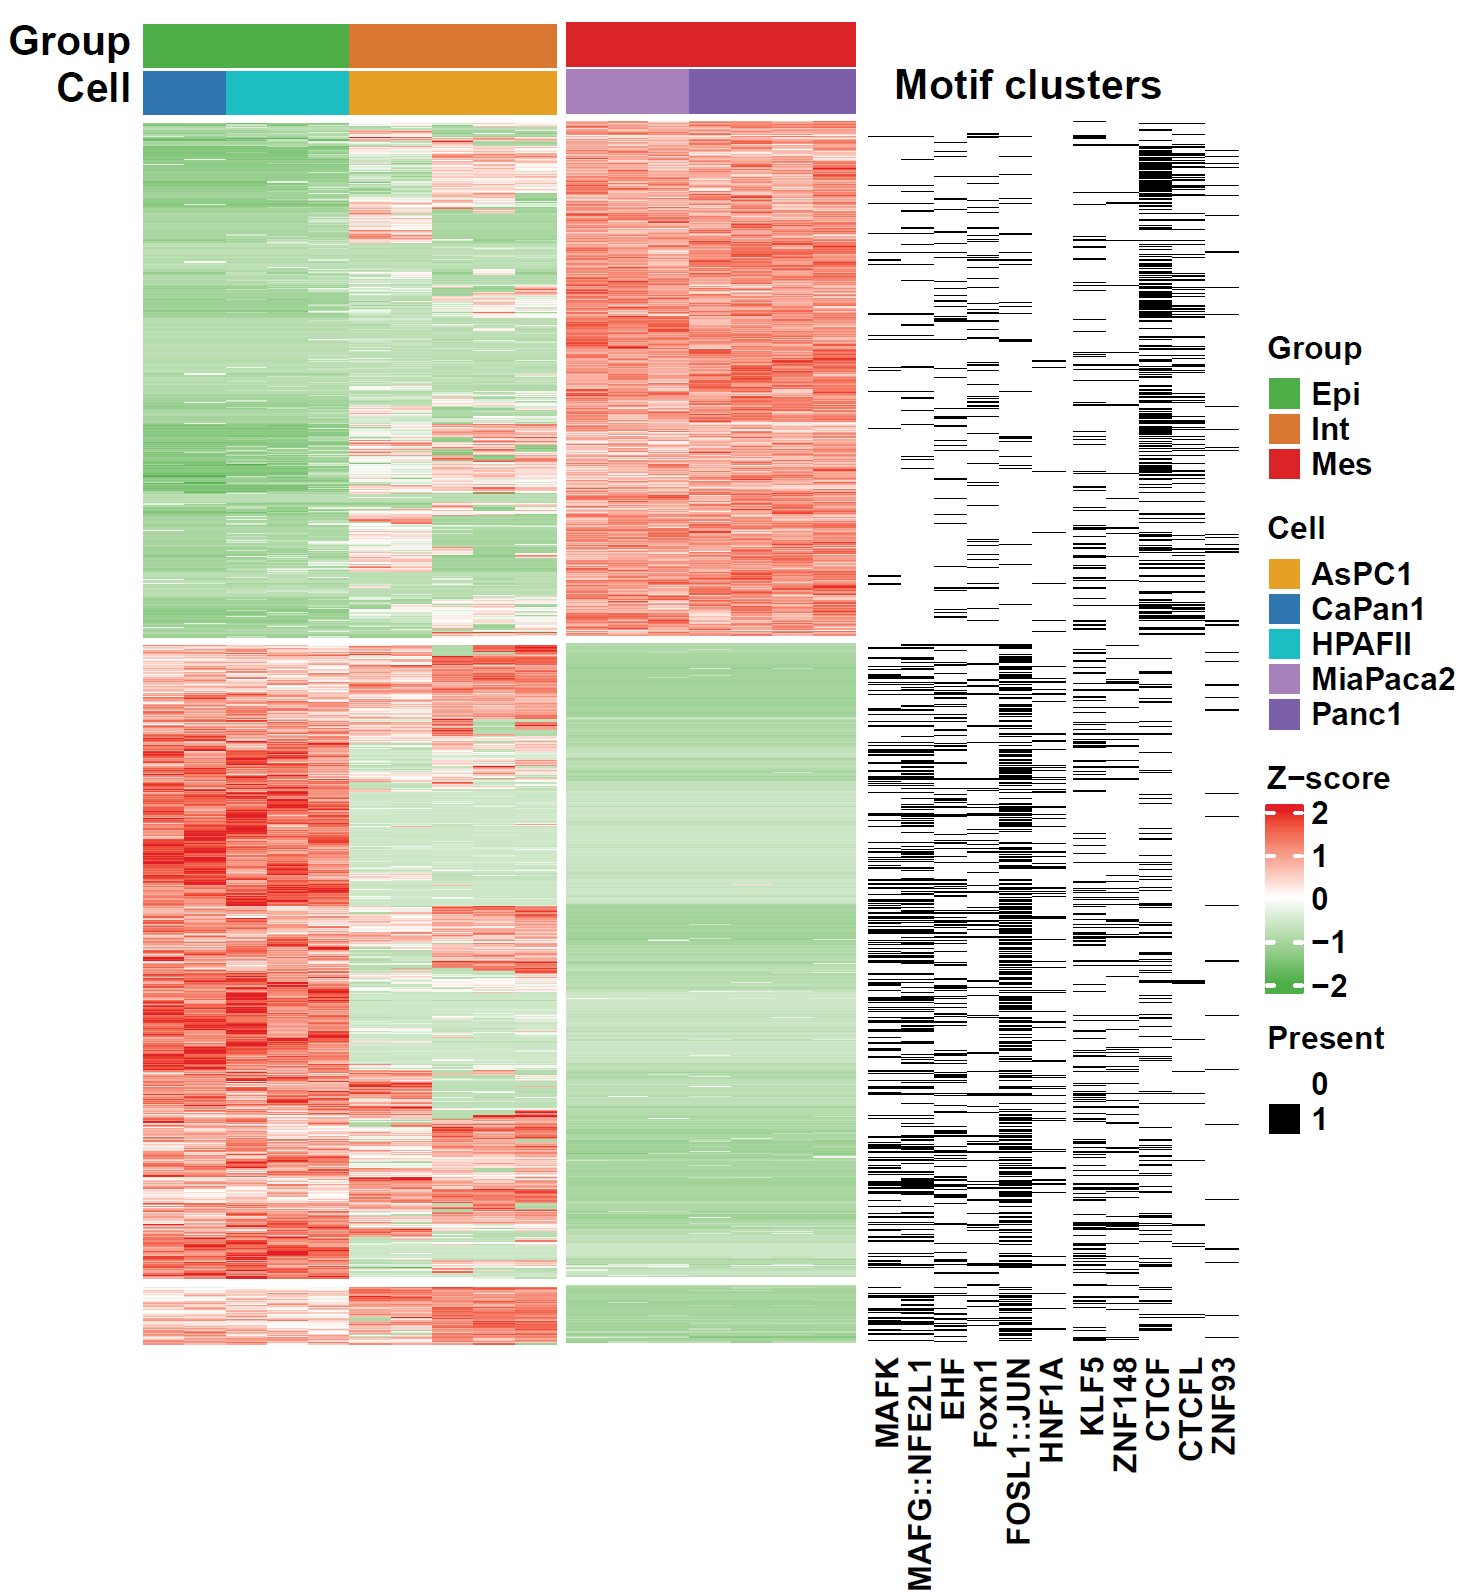 Group
Cell
Motif clusters
Group
Epi
Int
Mes
Cell
AsPC1
CaPan1
HPAFII
MiaPaca2
Panc1
Z−score
2
1
0
−1
−2
Present
0
1
MAFK
MAFG::NFE2L1
EHF
Foxn1
FOSL1::JUN
HNF1A
KLF5
ZNF148
CTCF
CTCFL
ZNF93